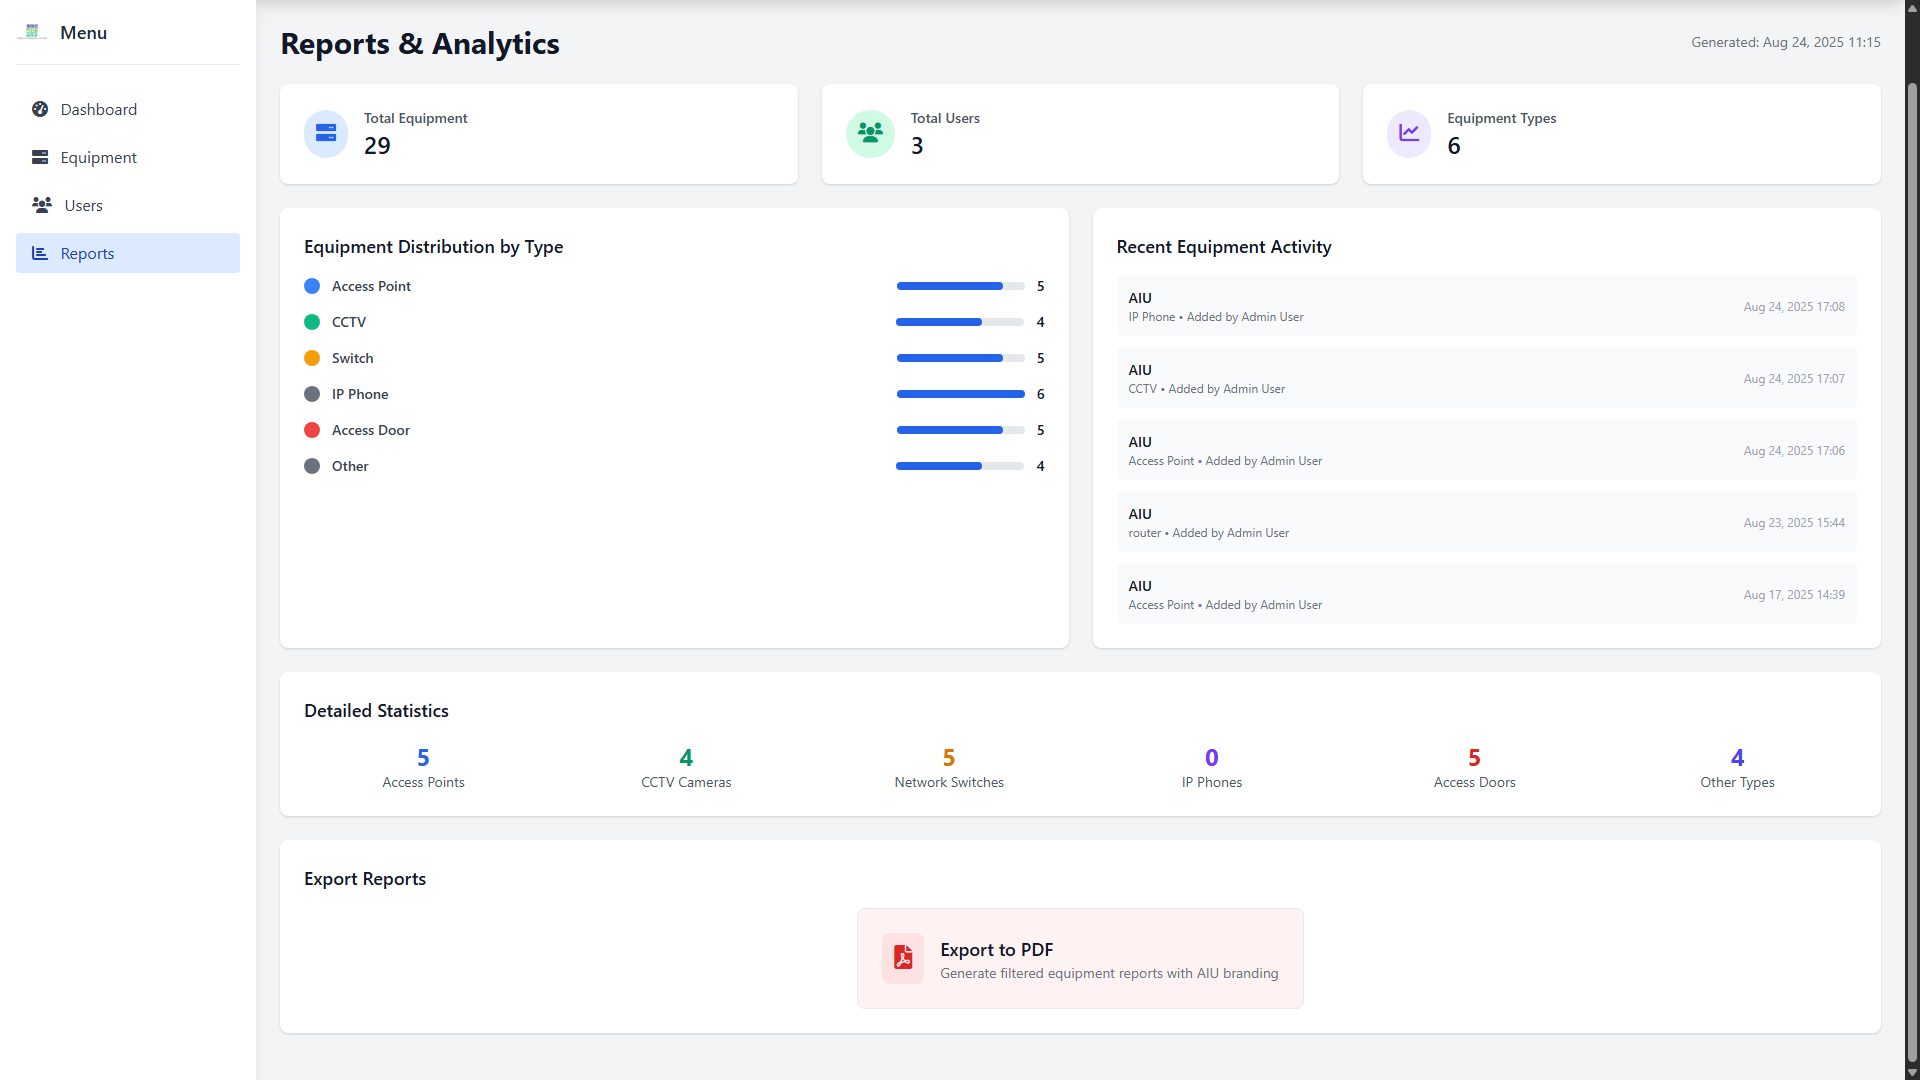 Menu
Dashboard
Equipment
Users
Reports
Reports & Analytics
Generated: Aug 24, 2025 11:15
Total Equipment
29
Total Users
3
Equipment Types
6
Equipment Distribution by Type
Access Point 5
CCTV 4
Switch 5
IP Phone 6
Access Door 5
Other 4
Recent Equipment Activity
AIU
IP Phone • Added by Admin User
Aug 24, 2025 17:08
AIU
CCTV • Added by Admin User
Aug 24, 2025 17:07
AIU
Access Point • Added by Admin User
Aug 24, 2025 17:06
AIU
router • Added by Admin User
Aug 23, 2025 15:44
AIU
Access Point • Added by Admin User
Aug 17, 2025 14:39
Detailed Statistics
5
Access Points
4
CCTV Cameras
5
Network Switches
0
IP Phones
5
Access Doors
4
Other Types
Export Reports
Export to PDF
Generate filtered equipment reports with AIU branding